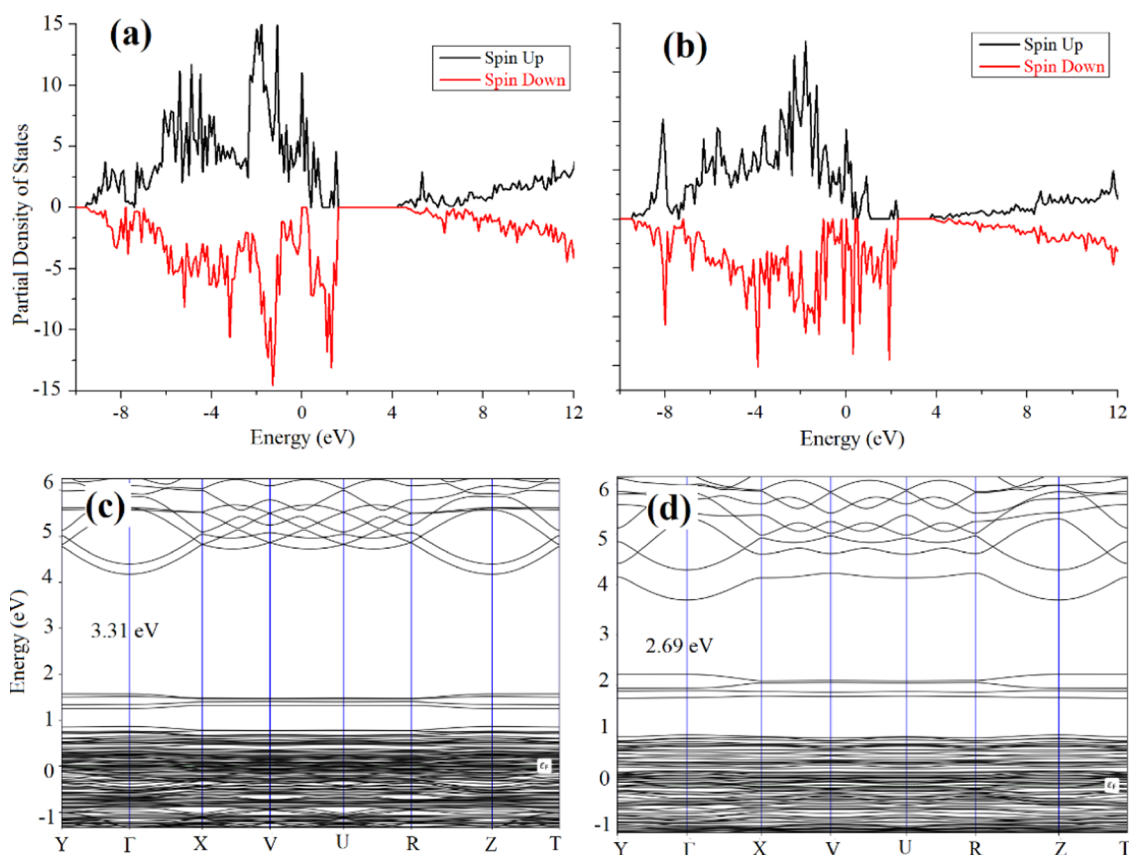 (a)
Spin Up
Spin Down
15
10
5
0
-5
-10
-15
Partial Density of States
-8
-4
0
4
8
12
Energy (eV)
(b)
Spin Up
Spin Down
-8
-4
0
4
8
12
Energy (eV)
(c)
6
5
4
3
2
1
0
-1
Energy (eV)
3.31 eV
εF
Y Γ X V U R Z T
(d)
6
5
4
3
2
1
0
-1
2.69 eV
εF
Y Γ X V U R Z T